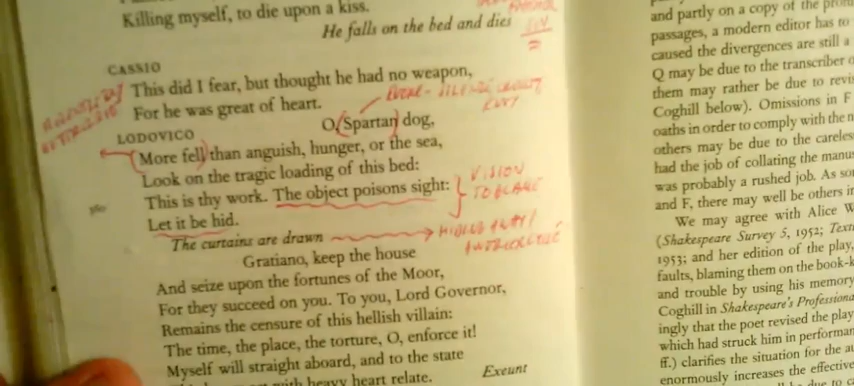 Killing myself, to die upon a kiss.
He falls on the bed and dies
CASSIO
This did I fear, but thought he had no weapon,
For he was great of heart.
LODOVICO
O, Spartan dog,
More fell than anguish, hunger, or the sea,
Look on the tragic loading of this bed:
This is thy work. The object poisons sight:
360
Let it be hid.
VISION
TO BLAME
The curtains are drawn
HIDING AWAY/
Gratiano, keep the house
And seize upon the fortunes of the Moor,
For they succeed on you. To you, Lord Governor,
Remains the censure of this hellish villain:
The time, the place, the torture, O, enforce it!
Myself will straight aboard, and to the state
with heavy heart relate.
Exeunt
and partly on a copy of the
passages, a modern editor has to
caused the divergences are still a
Q may be due to the transcriber
them may rather be due to
Coghill below). Omissions in F
oaths in order to comply with the
others may be due to the
had the job of collating the
was probably a rushed job. As
and F, there may well be others
We may agree with Alice W
(Shakespeare Survey 5, 1952;
1953; and her edition of the play,
faults, blaming them on the
and trouble by using his memory
Coghill in Shakespeare's
ingly that the poet revised the play
which had struck him in
ff.) clarifies the situation for the
enormously increases the